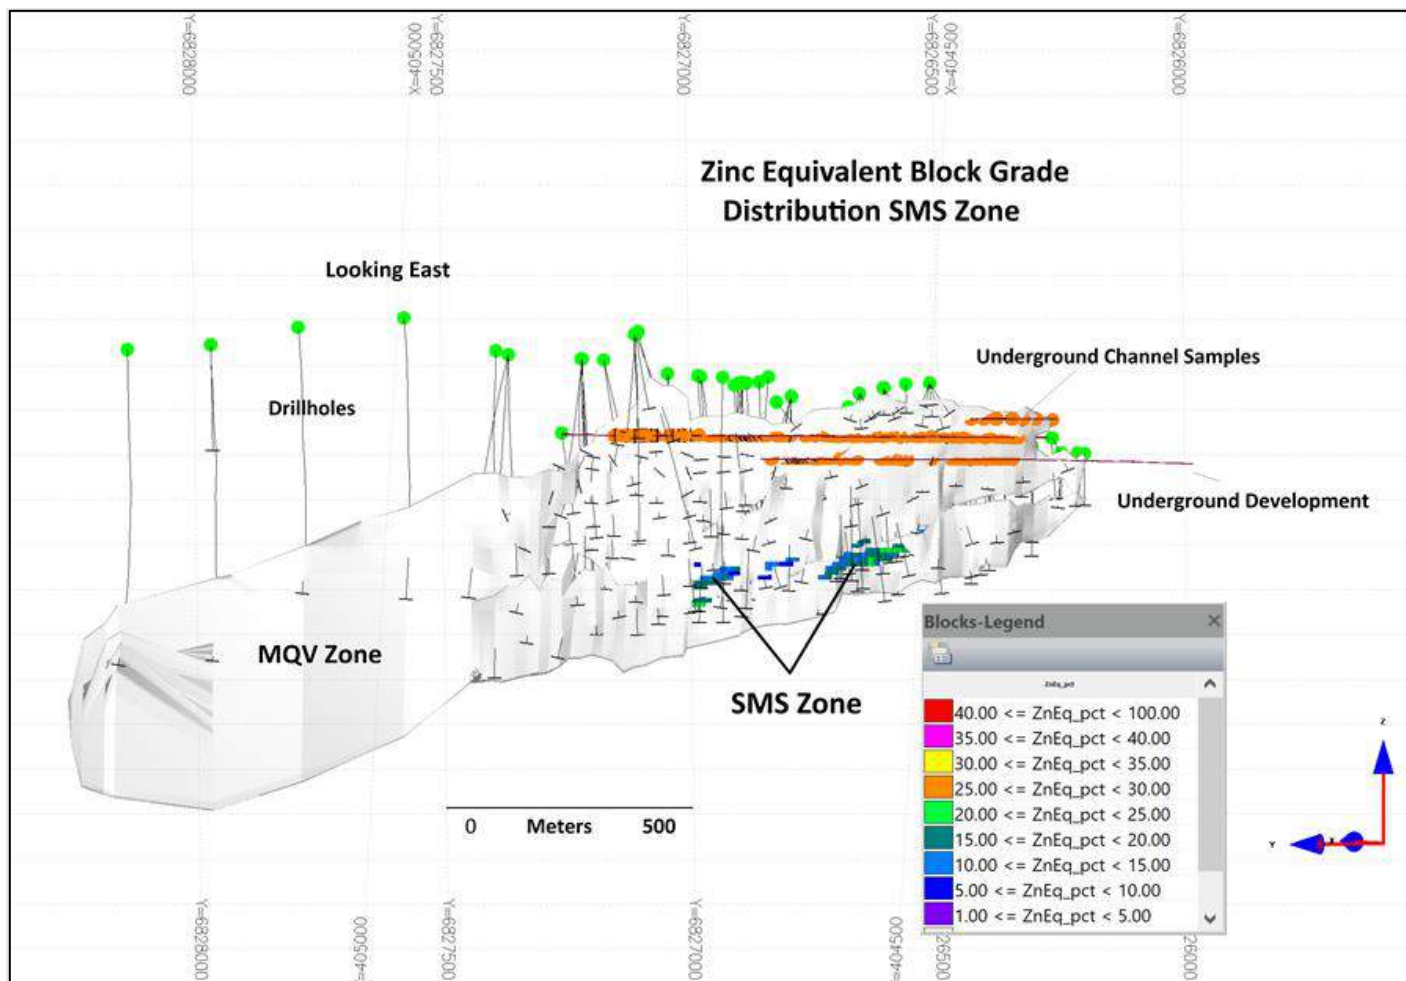 Y=6828000
X=405000
Y=6827500
Y=6827000
Y=6826500
X=404500
Y=6826000
Zinc Equivalent Block Grade
Distribution SMS Zone
Looking East
Underground Channel Samples
Drillholes
Underground Development
MQV Zone
SMS Zone
0 Meters 500
Blocks-Legend
ZnEq_pct
40.00 <= ZnEq_pct < 100.00
35.00 <= ZnEq_pct < 40.00
30.00 <= ZnEq_pct < 35.00
25.00 <= ZnEq_pct < 30.00
20.00 <= ZnEq_pct < 25.00
15.00 <= ZnEq_pct < 20.00
10.00 <= ZnEq_pct < 15.00
5.00 <= ZnEq_pct < 10.00
1.00 <= ZnEq_pct < 5.00
Z
Y
X
Y=6828000
X=405000
Y=6827500
Y=6827000
X=404500
26500
26000